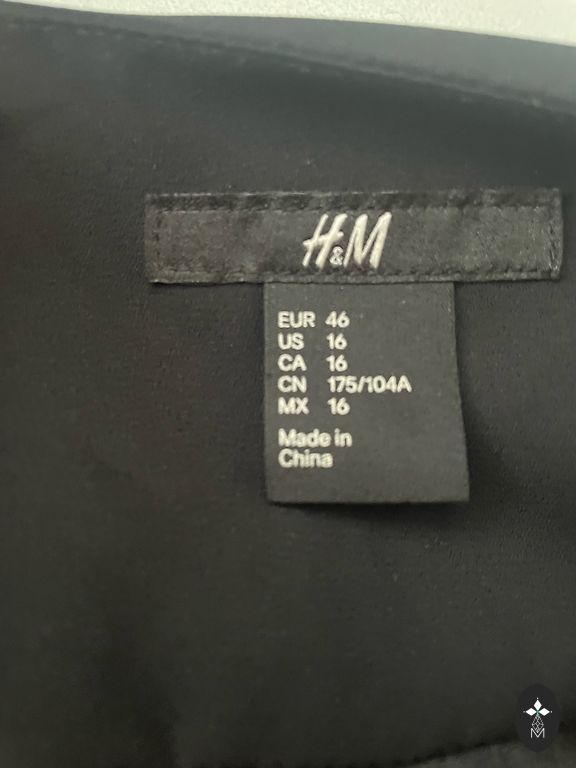 H&M
EUR 46
US 16
CA 16
CN 175/104A
MX 16
Made in
China
M